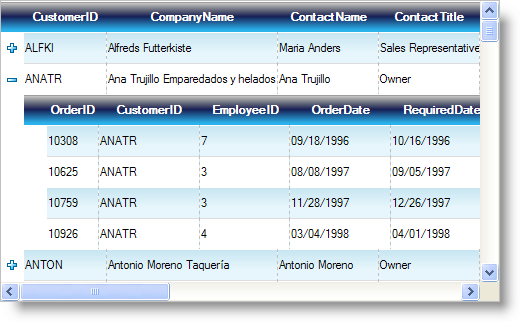 CustomerID CompanyName ContactName ContactTitle
ALFKI Alfreds Futterkiste Maria Anders Sales Representative
ANATR Ana Trujillo Emparedados y helados Ana Trujillo Owner
OrderID CustomerID EmployeeID OrderDate RequiredDate
10308 ANATR 7 09/18/1996 10/16/1996
10625 ANATR 3 08/08/1997 09/05/1997
10759 ANATR 3 11/28/1997 12/26/1997
10926 ANATR 4 03/04/1998 04/01/1998
ANTON Antonio Moreno Taquería Antonio Moreno Owner